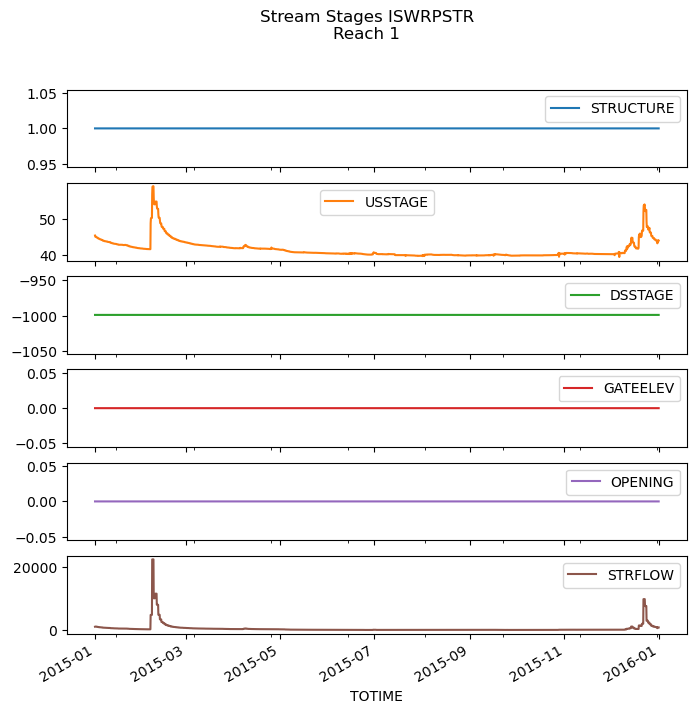 Stream Stages ISWRPSTR
Reach 1
1.05
1.00
0.95
STRUCTURE
50
40
USSTAGE
−950
−1000
−1050
DSSTAGE
0.05
0.00
−0.05
GATEELEV
0.05
0.00
−0.05
OPENING
20000
0
STRFLOW
2015-01
2015-03
2015-05
2015-07
2015-09
2015-11
2016-01
TOTIME